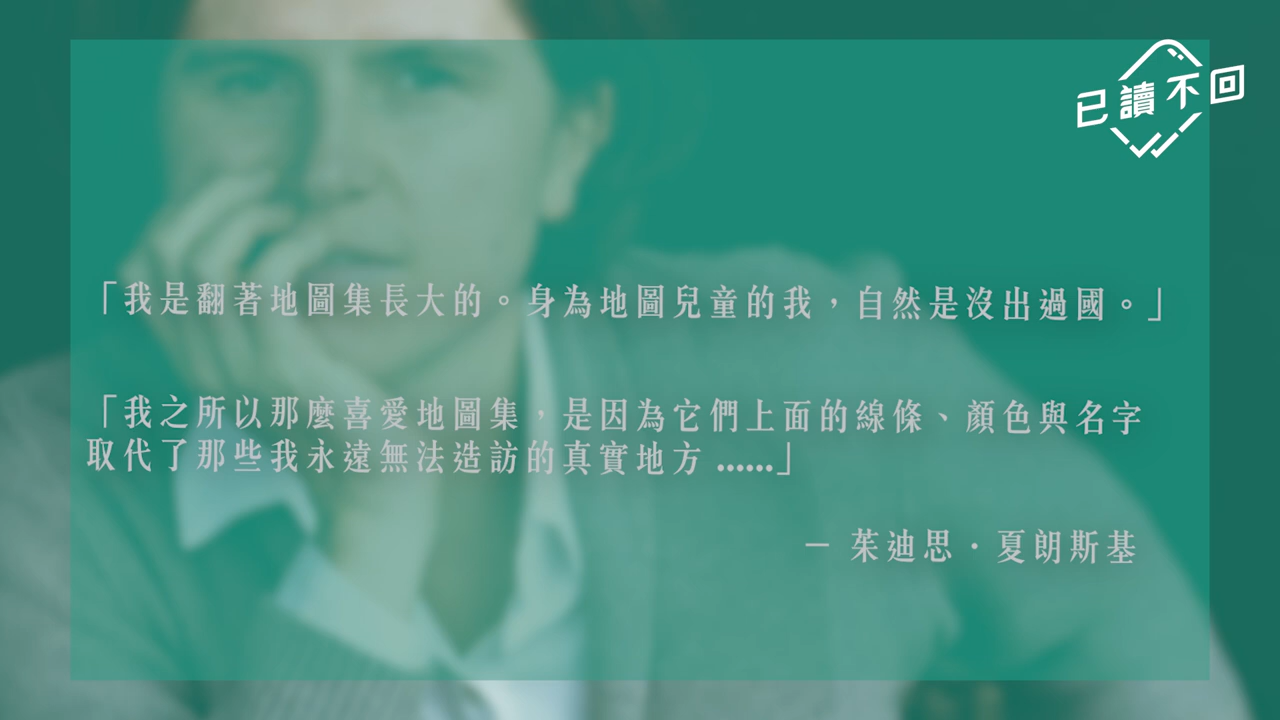 已讀不回
「我是翻著地圖集長大的。身為地圖兒童的我，自然是沒出過國。」
「我之所以那麼喜愛地圖集，是因為它們上面的線條、顏色與名字
取代了那些我永遠無法造訪的真實地方 ......」
— 茱迪思·夏朗斯基